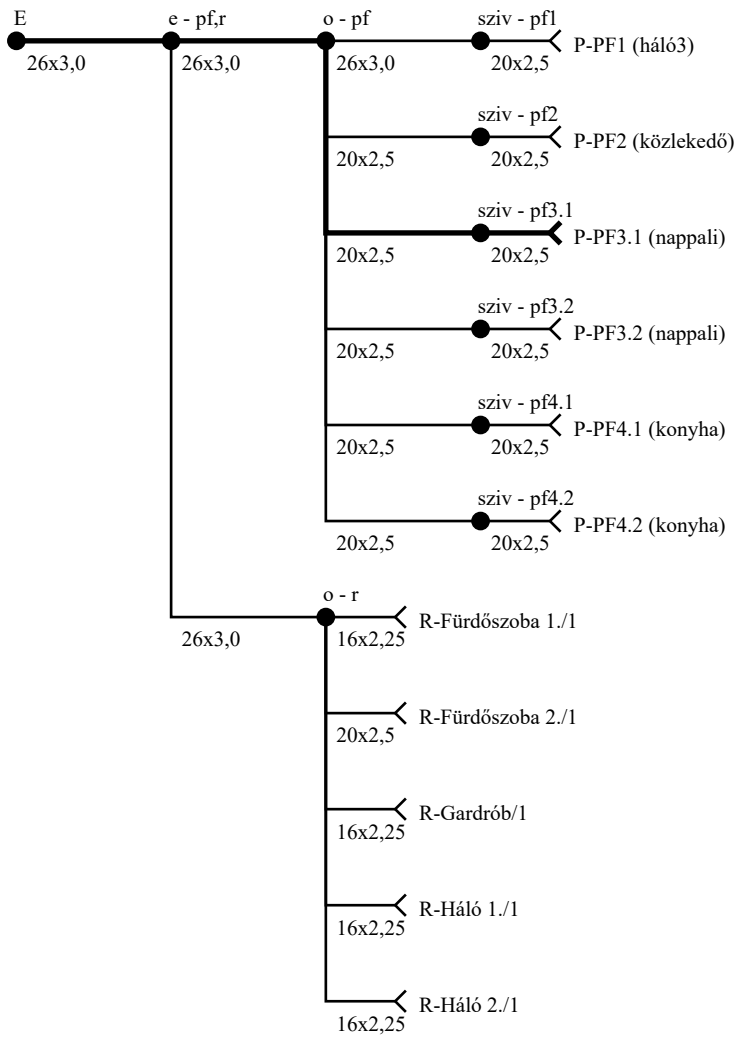 E
e - pf,r
o - pf
sziv - pf1
26x3,0
26x3,0
26x3,0
20x2,5
P-PF1 (háló3)
sziv - pf2
20x2,5
20x2,5
P-PF2 (közlekedő)
sziv - pf3.1
20x2,5
20x2,5
P-PF3.1 (nappali)
sziv - pf3.2
20x2,5
20x2,5
P-PF3.2 (nappali)
sziv - pf4.1
20x2,5
20x2,5
P-PF4.1 (konyha)
sziv - pf4.2
20x2,5
20x2,5
P-PF4.2 (konyha)
o - r
26x3,0
16x2,25
R-Fürdőszoba 1./1
20x2,5
R-Fürdőszoba 2./1
16x2,25
R-Gardrób/1
16x2,25
R-Háló 1./1
16x2,25
R-Háló 2./1